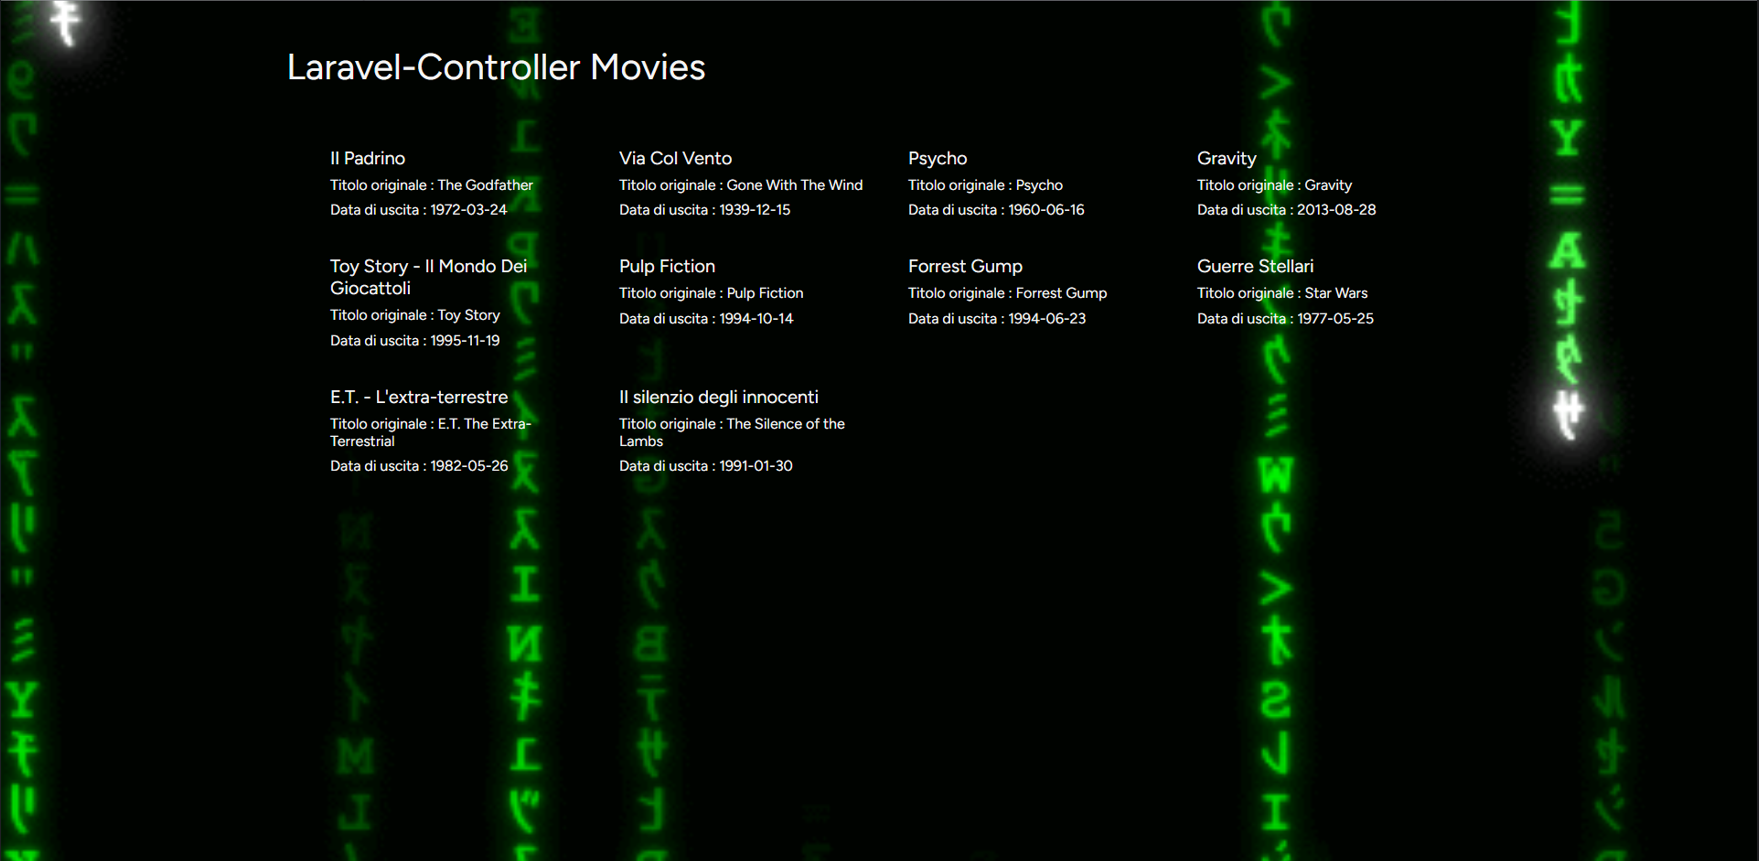 Laravel-Controller Movies
Il Padrino
Titolo originale : The Godfather
Data di uscita : 1972-03-24
Via Col Vento
Titolo originale : Gone With The Wind
Data di uscita : 1939-12-15
Psycho
Titolo originale : Psycho
Data di uscita : 1960-06-16
Gravity
Titolo originale : Gravity
Data di uscita : 2013-08-28
Toy Story - Il Mondo Dei
Giocattoli
Titolo originale : Toy Story
Data di uscita : 1995-11-19
Pulp Fiction
Titolo originale : Pulp Fiction
Data di uscita : 1994-10-14
Forrest Gump
Titolo originale : Forrest Gump
Data di uscita : 1994-06-23
Guerre Stellari
Titolo originale : Star Wars
Data di uscita : 1977-05-25
E.T. - L'extra-terrestre
Titolo originale : E.T. The Extra-
Terrestrial
Data di uscita : 1982-05-26
Il silenzio degli innocenti
Titolo originale : The Silence of the
Lambs
Data di uscita : 1991-01-30